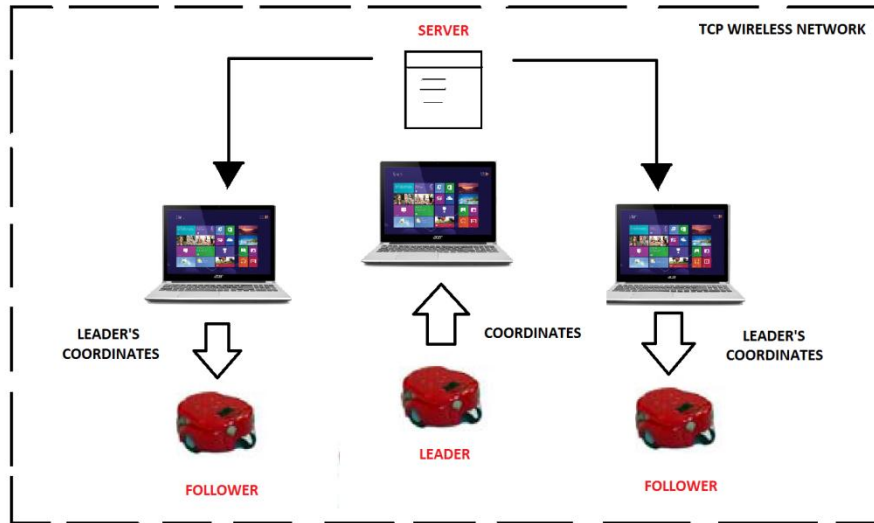 SERVER
TCP WIRELESS NETWORK
LEADER'S
COORDINATES
COORDINATES
LEADER'S
COORDINATES
LEADER
FOLLOWER
FOLLOWER